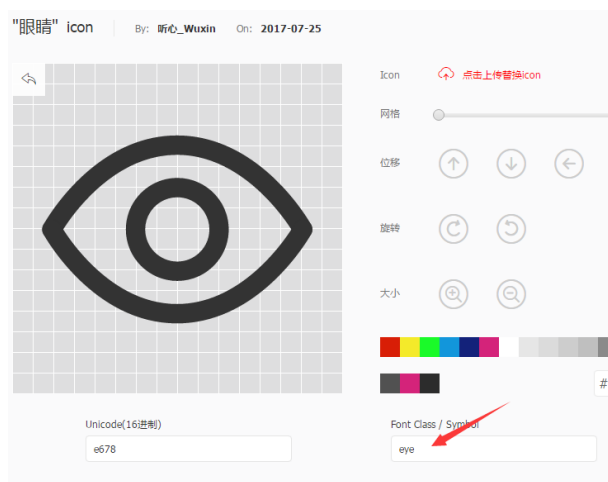 "眼睛" icon By: 听心_Wuxin On: 2017-07-25
Icon 点击上传替换icon
网格
位移
旋转
大小
#
Unicode(16进制) Font Class / Symbol
e678 eye